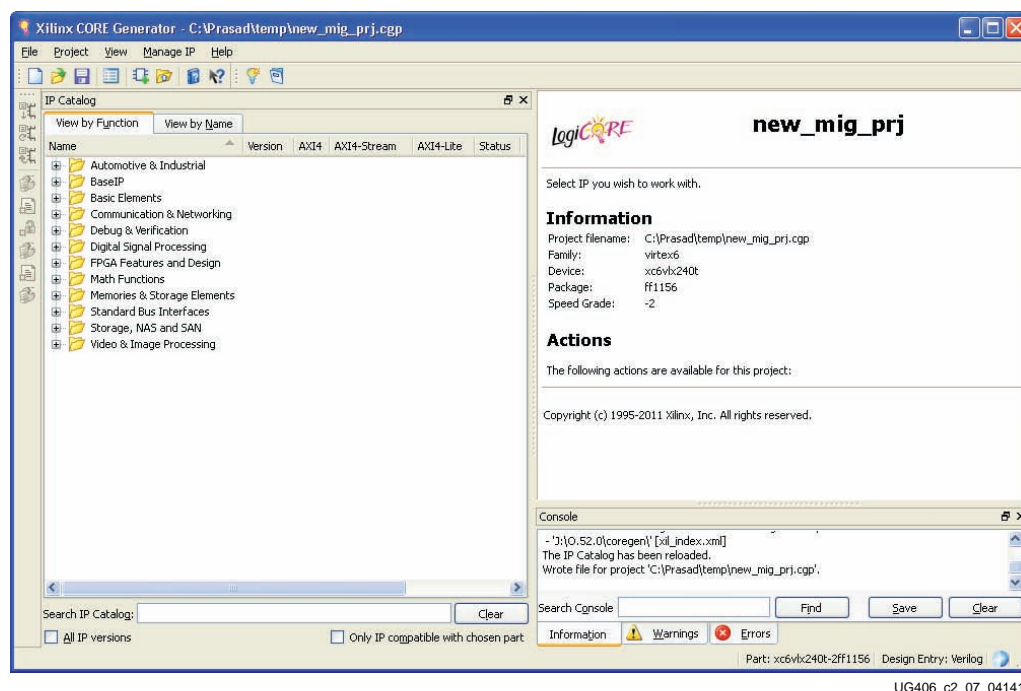 Xilinx CORE Generator - C:\Prasad\temp\new_mig_prj.cgp
File Project View Manage IP Help
IP Catalog
View by Function View by Name
Name Version AXI4 AXI4-Stream AXI4-Lite Status
Automotive & Industrial
BaseIP
Basic Elements
Communication & Networking
Debug & Verification
Digital Signal Processing
FPGA Features and Design
Math Functions
Memories & Storage Elements
Standard Bus Interfaces
Storage, NAS and SAN
Video & Image Processing
Search IP Catalog: Clear
All IP versions Only IP compatible with chosen part
logiCORE
new_mig_prj
Select IP you wish to work with.
Information
Project filename: C:\Prasad\temp\new_mig_prj.cgp
Family: virtex6
Device: xc6vlx240t
Package: ff1156
Speed Grade: -2
Actions
The following actions are available for this project:
Copyright (c) 1995-2011 Xilinx, Inc. All rights reserved.
Console
- 'J:\O.52.0\coregen\' [xil_index.xml]
The IP Catalog has been reloaded.
Wrote file for project 'C:\Prasad\temp\new_mig_prj.cgp'.
Search Console Find Save Clear
Information Warnings Errors
Part: xc6vlx240t-2ff1156 Design Entry: Verilog
UG406_c2_07_04141